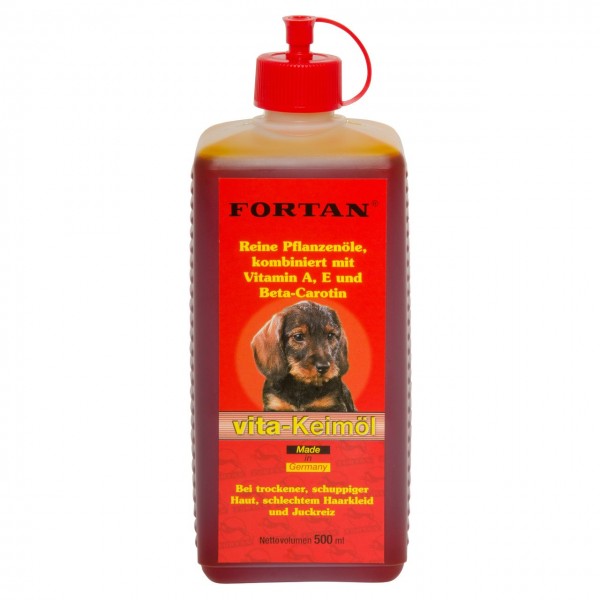 FORTAN®
Reine Pflanzenöle,
kombiniert mit
Vitamin A, E und
Beta-Carotin
vita-Keimöl
Made
in
Germany
Bei trockener, schuppiger
Haut, schlechtem Haarkleid
und Juckreiz
Nettovolumen 500 ml